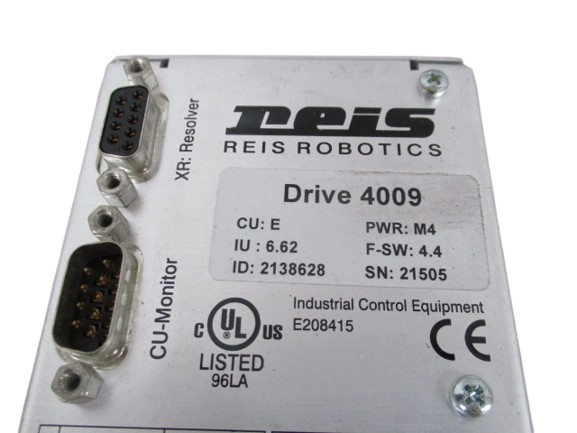 reis
REIS ROBOTICS
XR: Resolver
Drive 4009
CU: E PWR: M4
IU : 6.62 F-SW: 4.4
ID: 2138628 SN: 21505
CU-Monitor
Industrial Control Equipment
E208415
C UL US
LISTED
96LA
CE